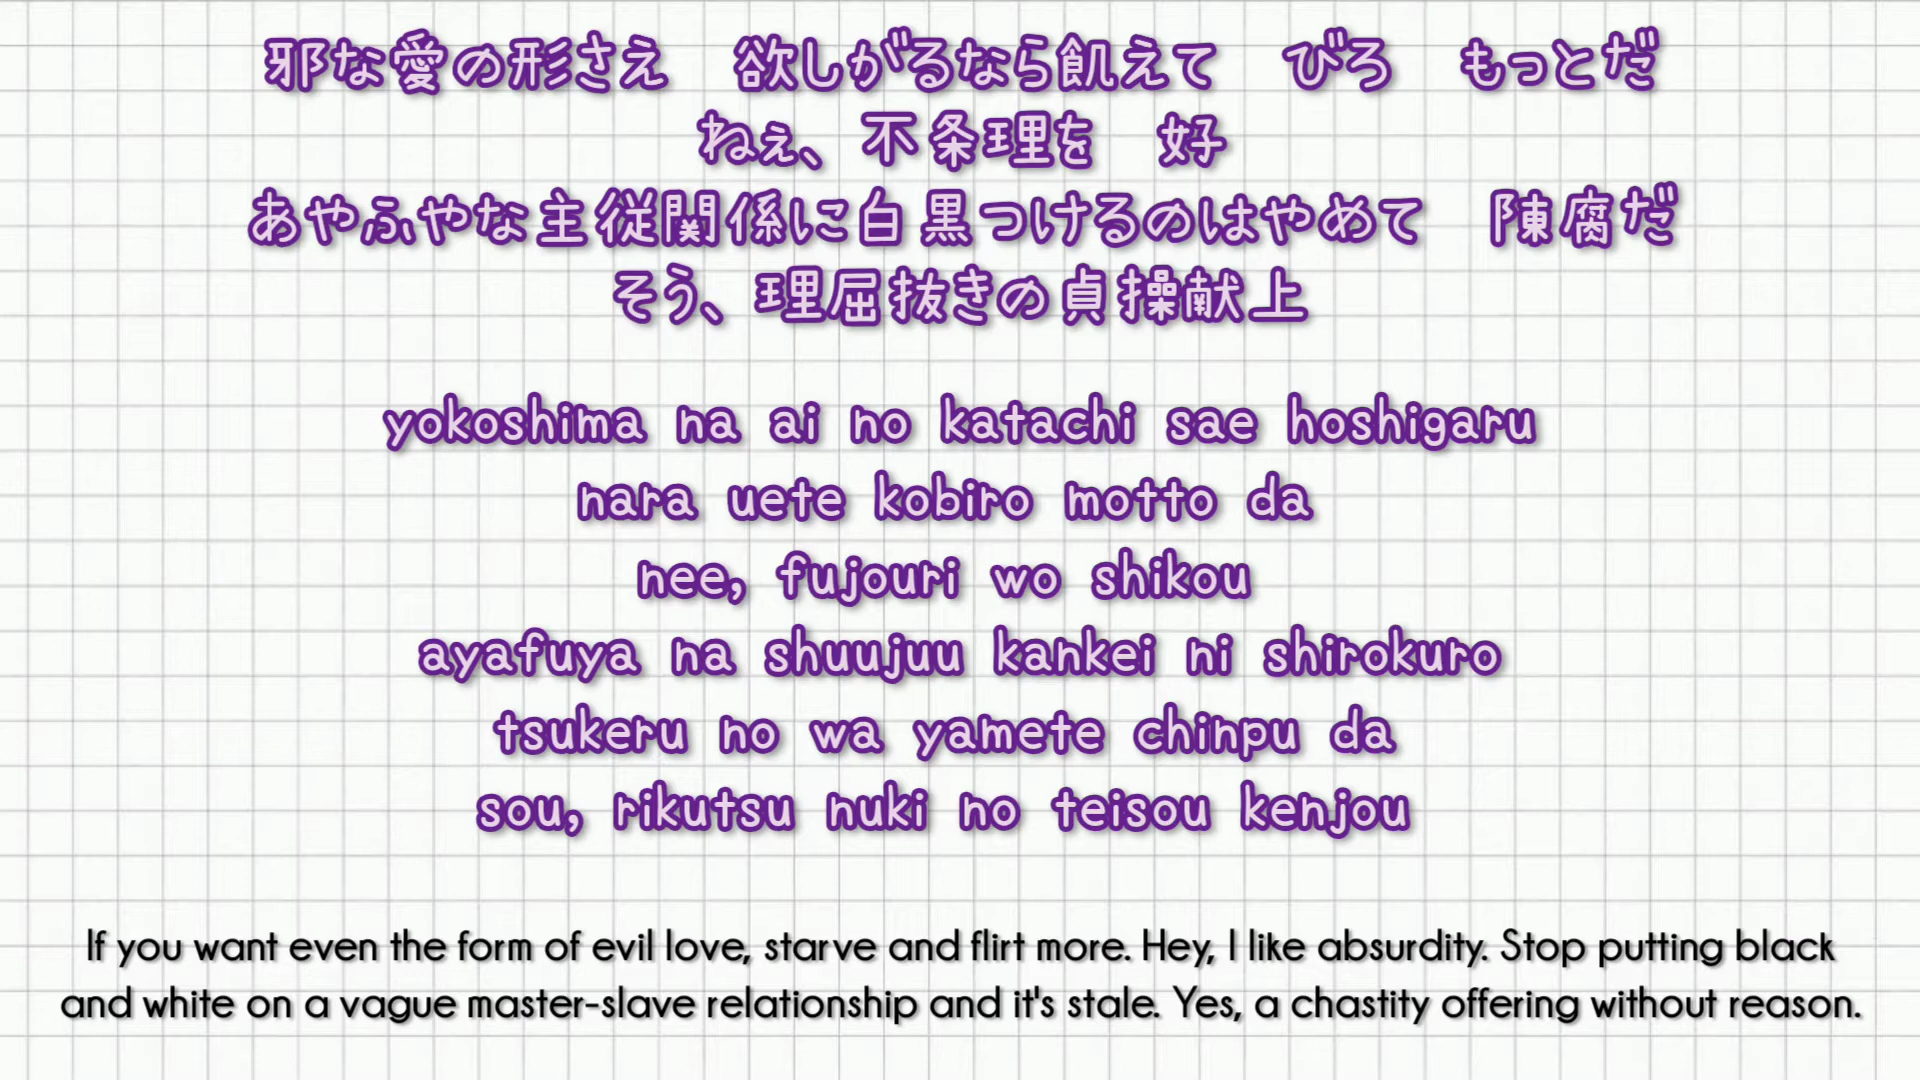 邪な愛の形さえ　欲しがるなら飢えて　びろ　もっとだ
ねぇ、不条理を　好
あやふやな主従関係に白黒つけるのはやめて　陳腐だ
そう、理屈抜きの貞操献上
yokoshima na ai no katachi sae hoshigaru
nara uete kobiro motto da
nee, fujouri wo shikou
ayafuya na shuujuu kankei ni shirokuro
tsukeru no wa yamete chinpu da
sou, rikutsu nuki no teisou kenjou
If you want even the form of evil love, starve and flirt more. Hey, I like absurdity. Stop putting black
and white on a vague master-slave relationship and it's stale. Yes, a chastity offering without reason.